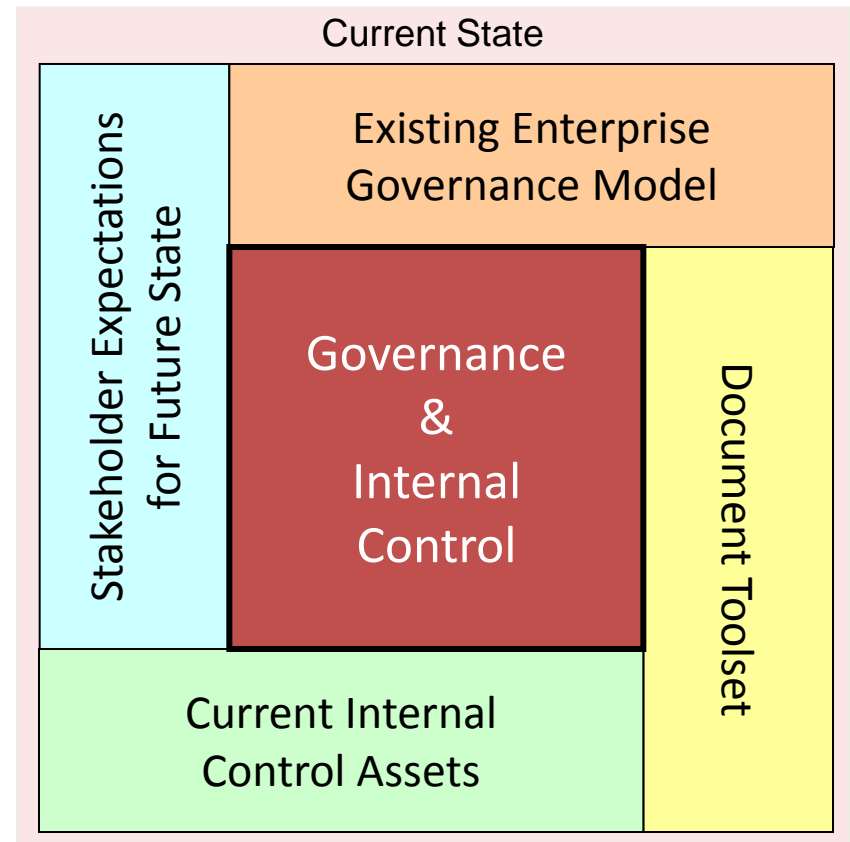 Current State
Existing Enterprise
Governance Model
Stakeholder Expectations
for Future State
Governance
&
Internal
Control
Document Toolset
Current Internal
Control Assets